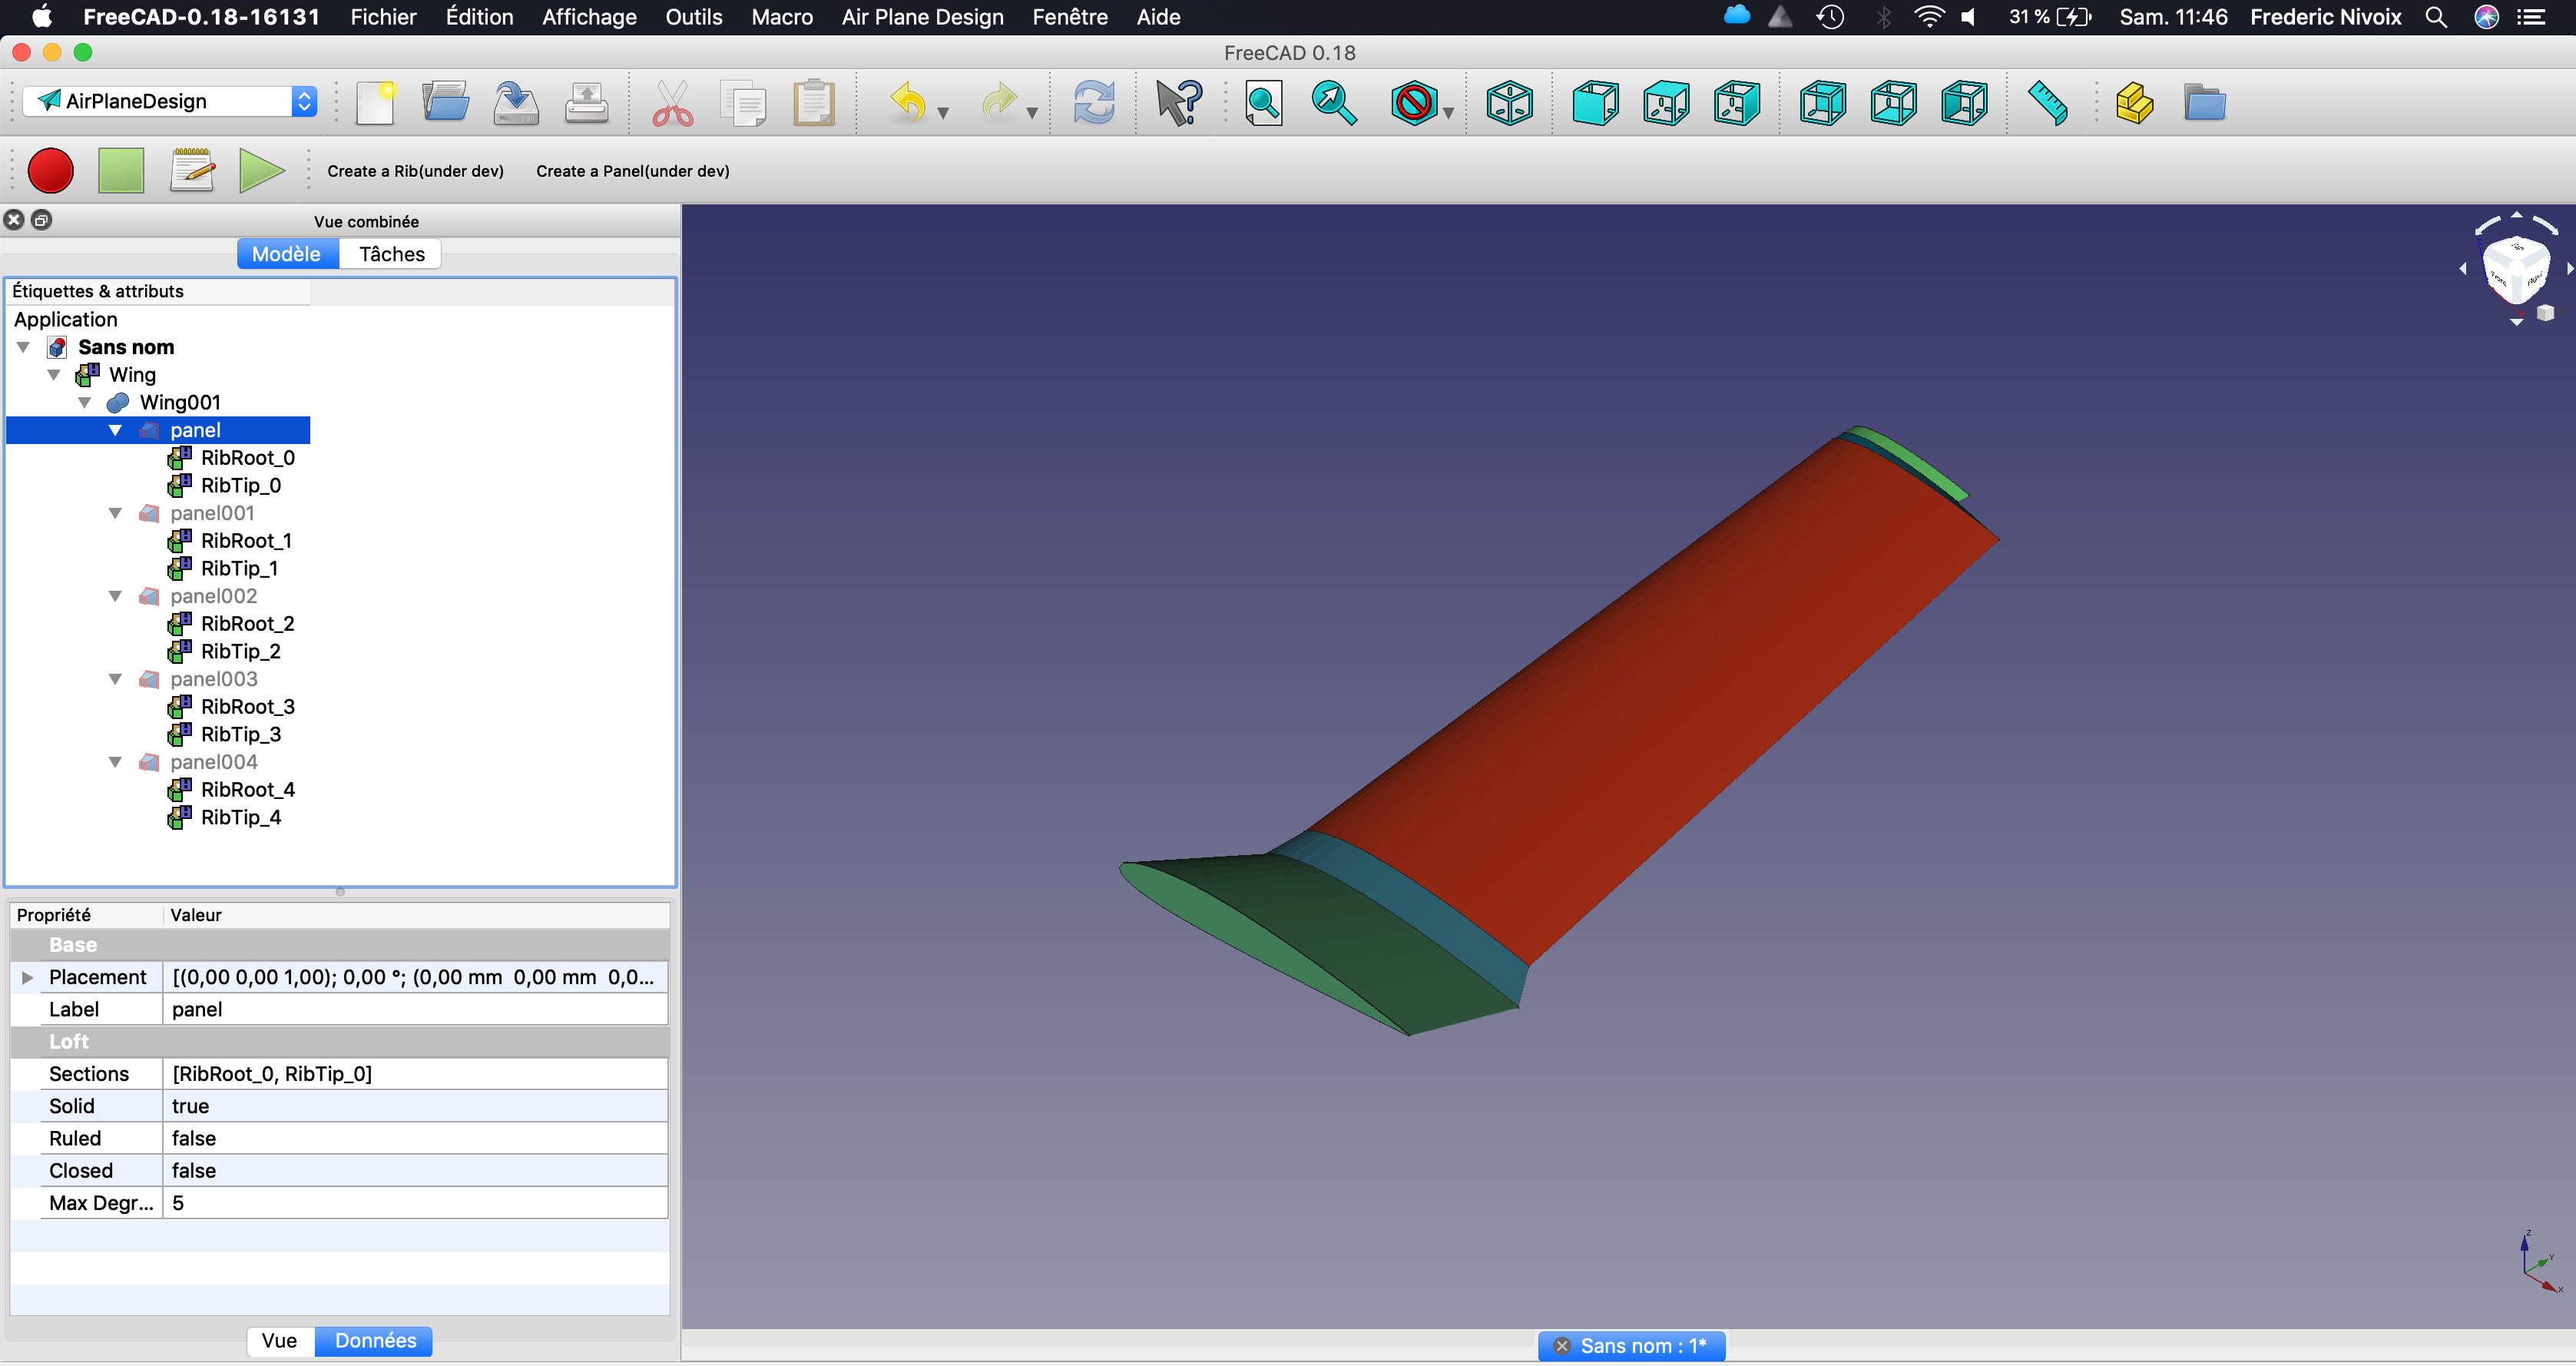 FreeCAD-0.18-16131 Fichier Édition Affichage Outils Macro Air Plane Design Fenêtre Aide 31 % Sam. 11:46 Frederic Nivoix
FreeCAD 0.18
AirPlaneDesign
Create a Rib(under dev) Create a Panel(under dev)
Vue combinée
Modèle Tâches
Étiquettes & attributs
Application
Sans nom
Wing
Wing001
panel
RibRoot_0
RibTip_0
panel001
RibRoot_1
RibTip_1
panel002
RibRoot_2
RibTip_2
panel003
RibRoot_3
RibTip_3
panel004
RibRoot_4
RibTip_4
Propriété Valeur
Base
Placement [(0,00 0,00 1,00); 0,00 °; (0,00 mm 0,00 mm 0,0...
Label panel
Loft
Sections [RibRoot_0, RibTip_0]
Solid true
Ruled false
Closed false
Max Degr... 5
Z
Y
X
Vue Données
Sans nom : 1*